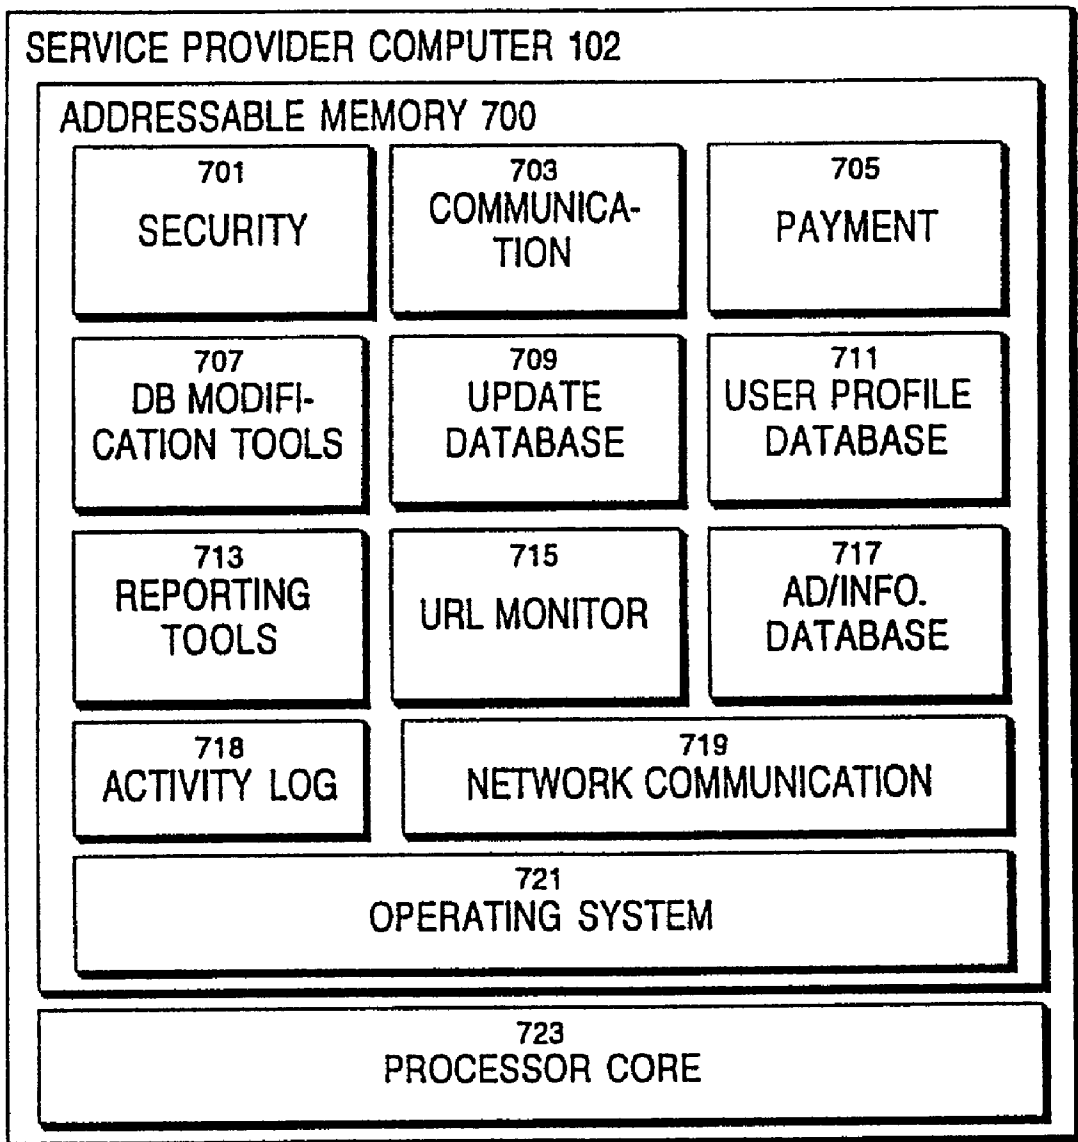 SERVICE PROVIDER COMPUTER 102
ADDRESSABLE MEMORY 700
701
SECURITY
703
COMMUNICA-
TION
705
PAYMENT
707
DB MODIFI-
CATION TOOLS
709
UPDATE
DATABASE
711
USER PROFILE
DATABASE
713
REPORTING
TOOLS
715
URL MONITOR
717
AD/INFO.
DATABASE
718
ACTIVITY LOG
719
NETWORK COMMUNICATION
721
OPERATING SYSTEM
723
PROCESSOR CORE